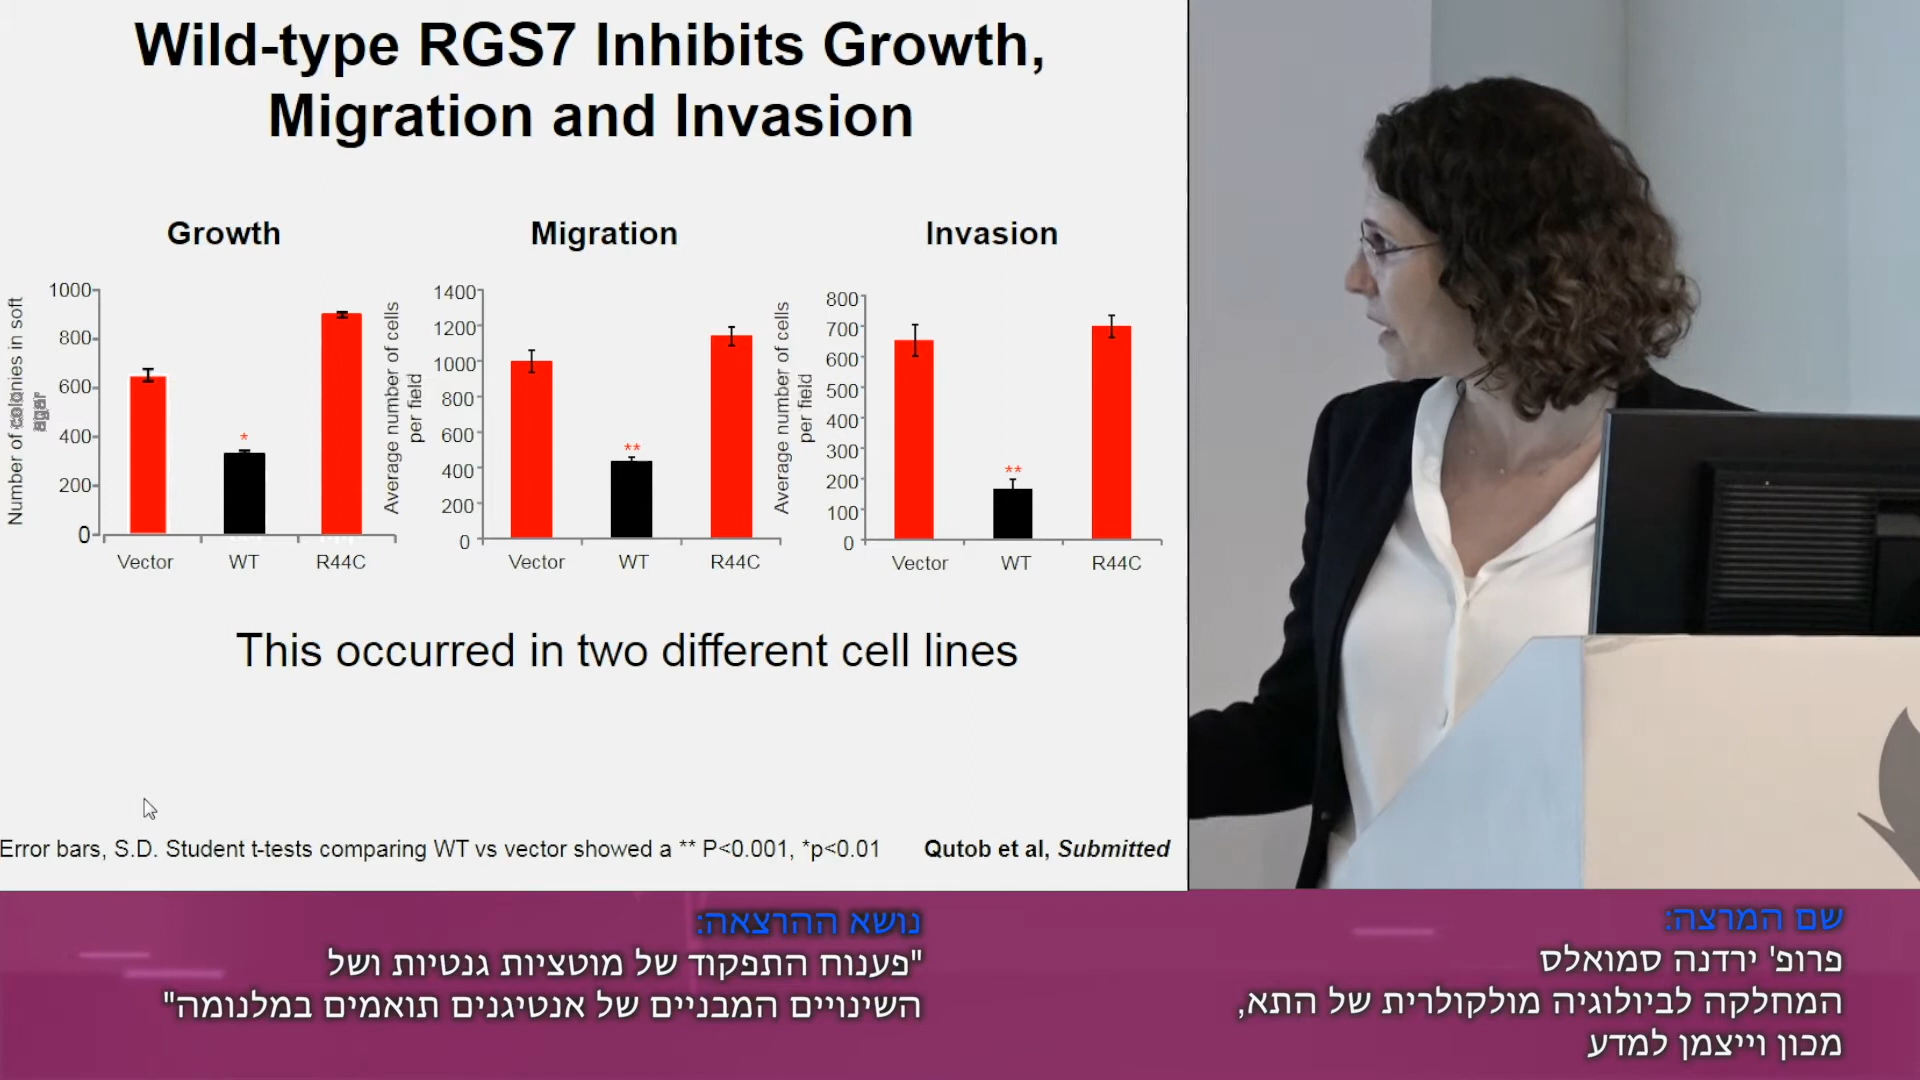 Wild-type RGS7 Inhibits Growth,
Migration and Invasion
Growth
Number of colonies in soft
agar
1000
800
600
400
200
0
*
Vector WT R44C
Migration
Average number of cells
per field
1400
1200
1000
800
600
400
200
0
**
Vector WT R44C
Invasion
Average number of cells
per field
800
700
600
500
400
300
200
100
0
**
Vector WT R44C
This occurred in two different cell lines
Error bars, S.D. Student t-tests comparing WT vs vector showed a ** P<0.001, *p<0.01
Qutob et al, Submitted
שם המרצה:
פרופ' ירדנה סמואלס
המחלקה לביולוגיה מולקולרית של התא,
מכון וייצמן למדע
נושא ההרצאה:
"פענוח התפקוד של מוטציות גנטיות ושל
השינויים המבניים של אנטיגנים תואמים במלנומה"